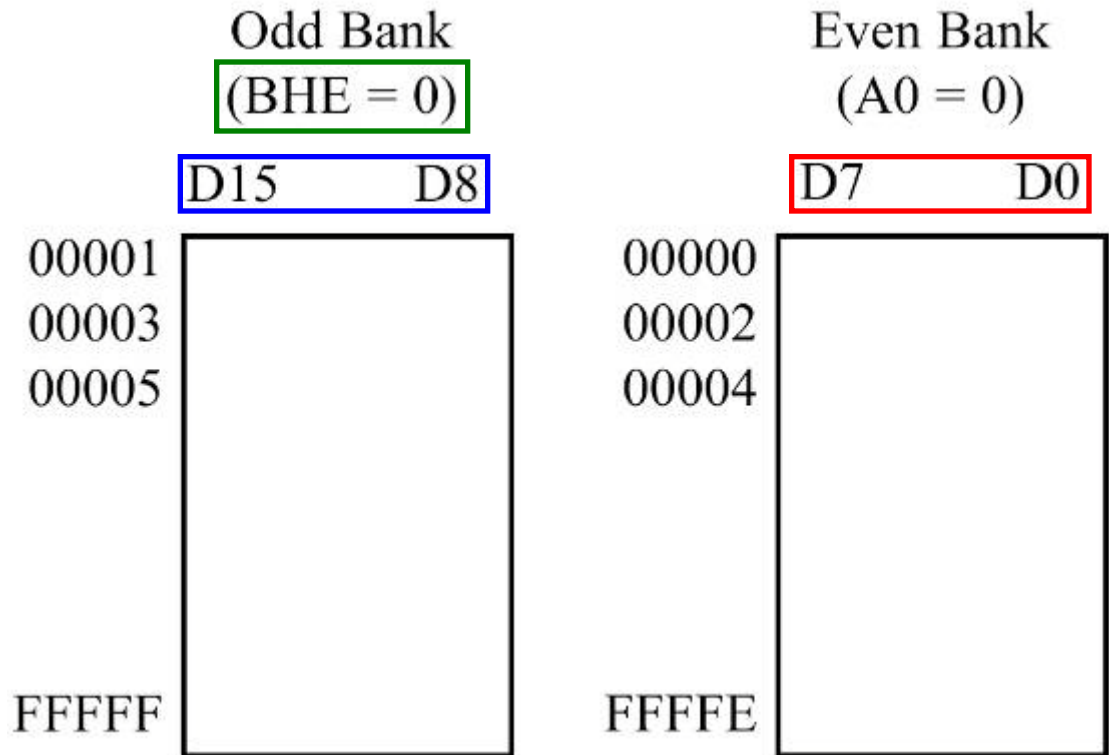 Odd Bank
(BHE = 0)
D15 D8
00001
00003
00005
FFFFF
Even Bank
(A0 = 0)
D7 D0
00000
00002
00004
FFFFE